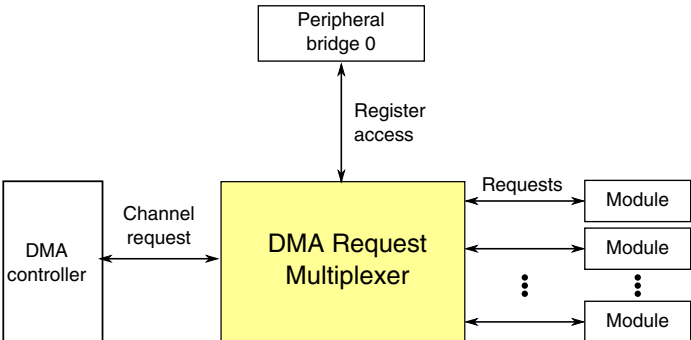 Peripheral
bridge 0
Register
access
Requests
Module
Channel
request
DMA
controller
DMA Request
Multiplexer
Module
Module